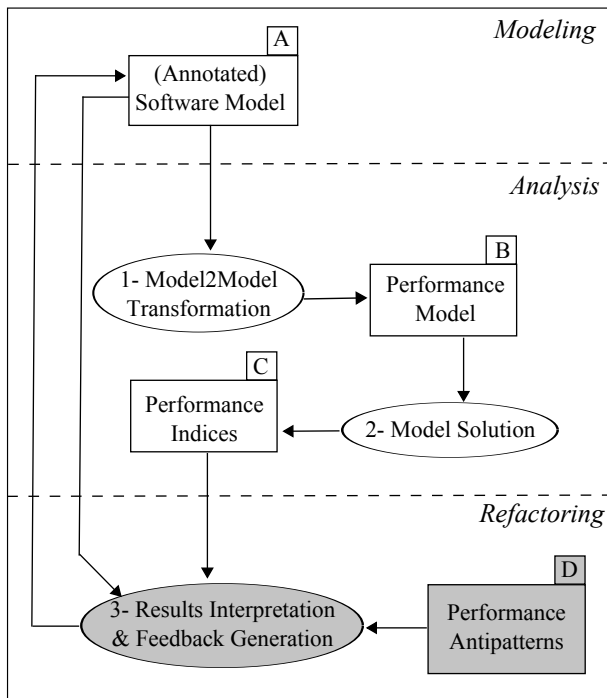 Modeling
A
(Annotated)
Software Model
Analysis
1- Model2Model
Transformation
B
Performance
Model
C
Performance
Indices
2- Model Solution
Refactoring
3- Results Interpretation
& Feedback Generation
D
Performance
Antipatterns